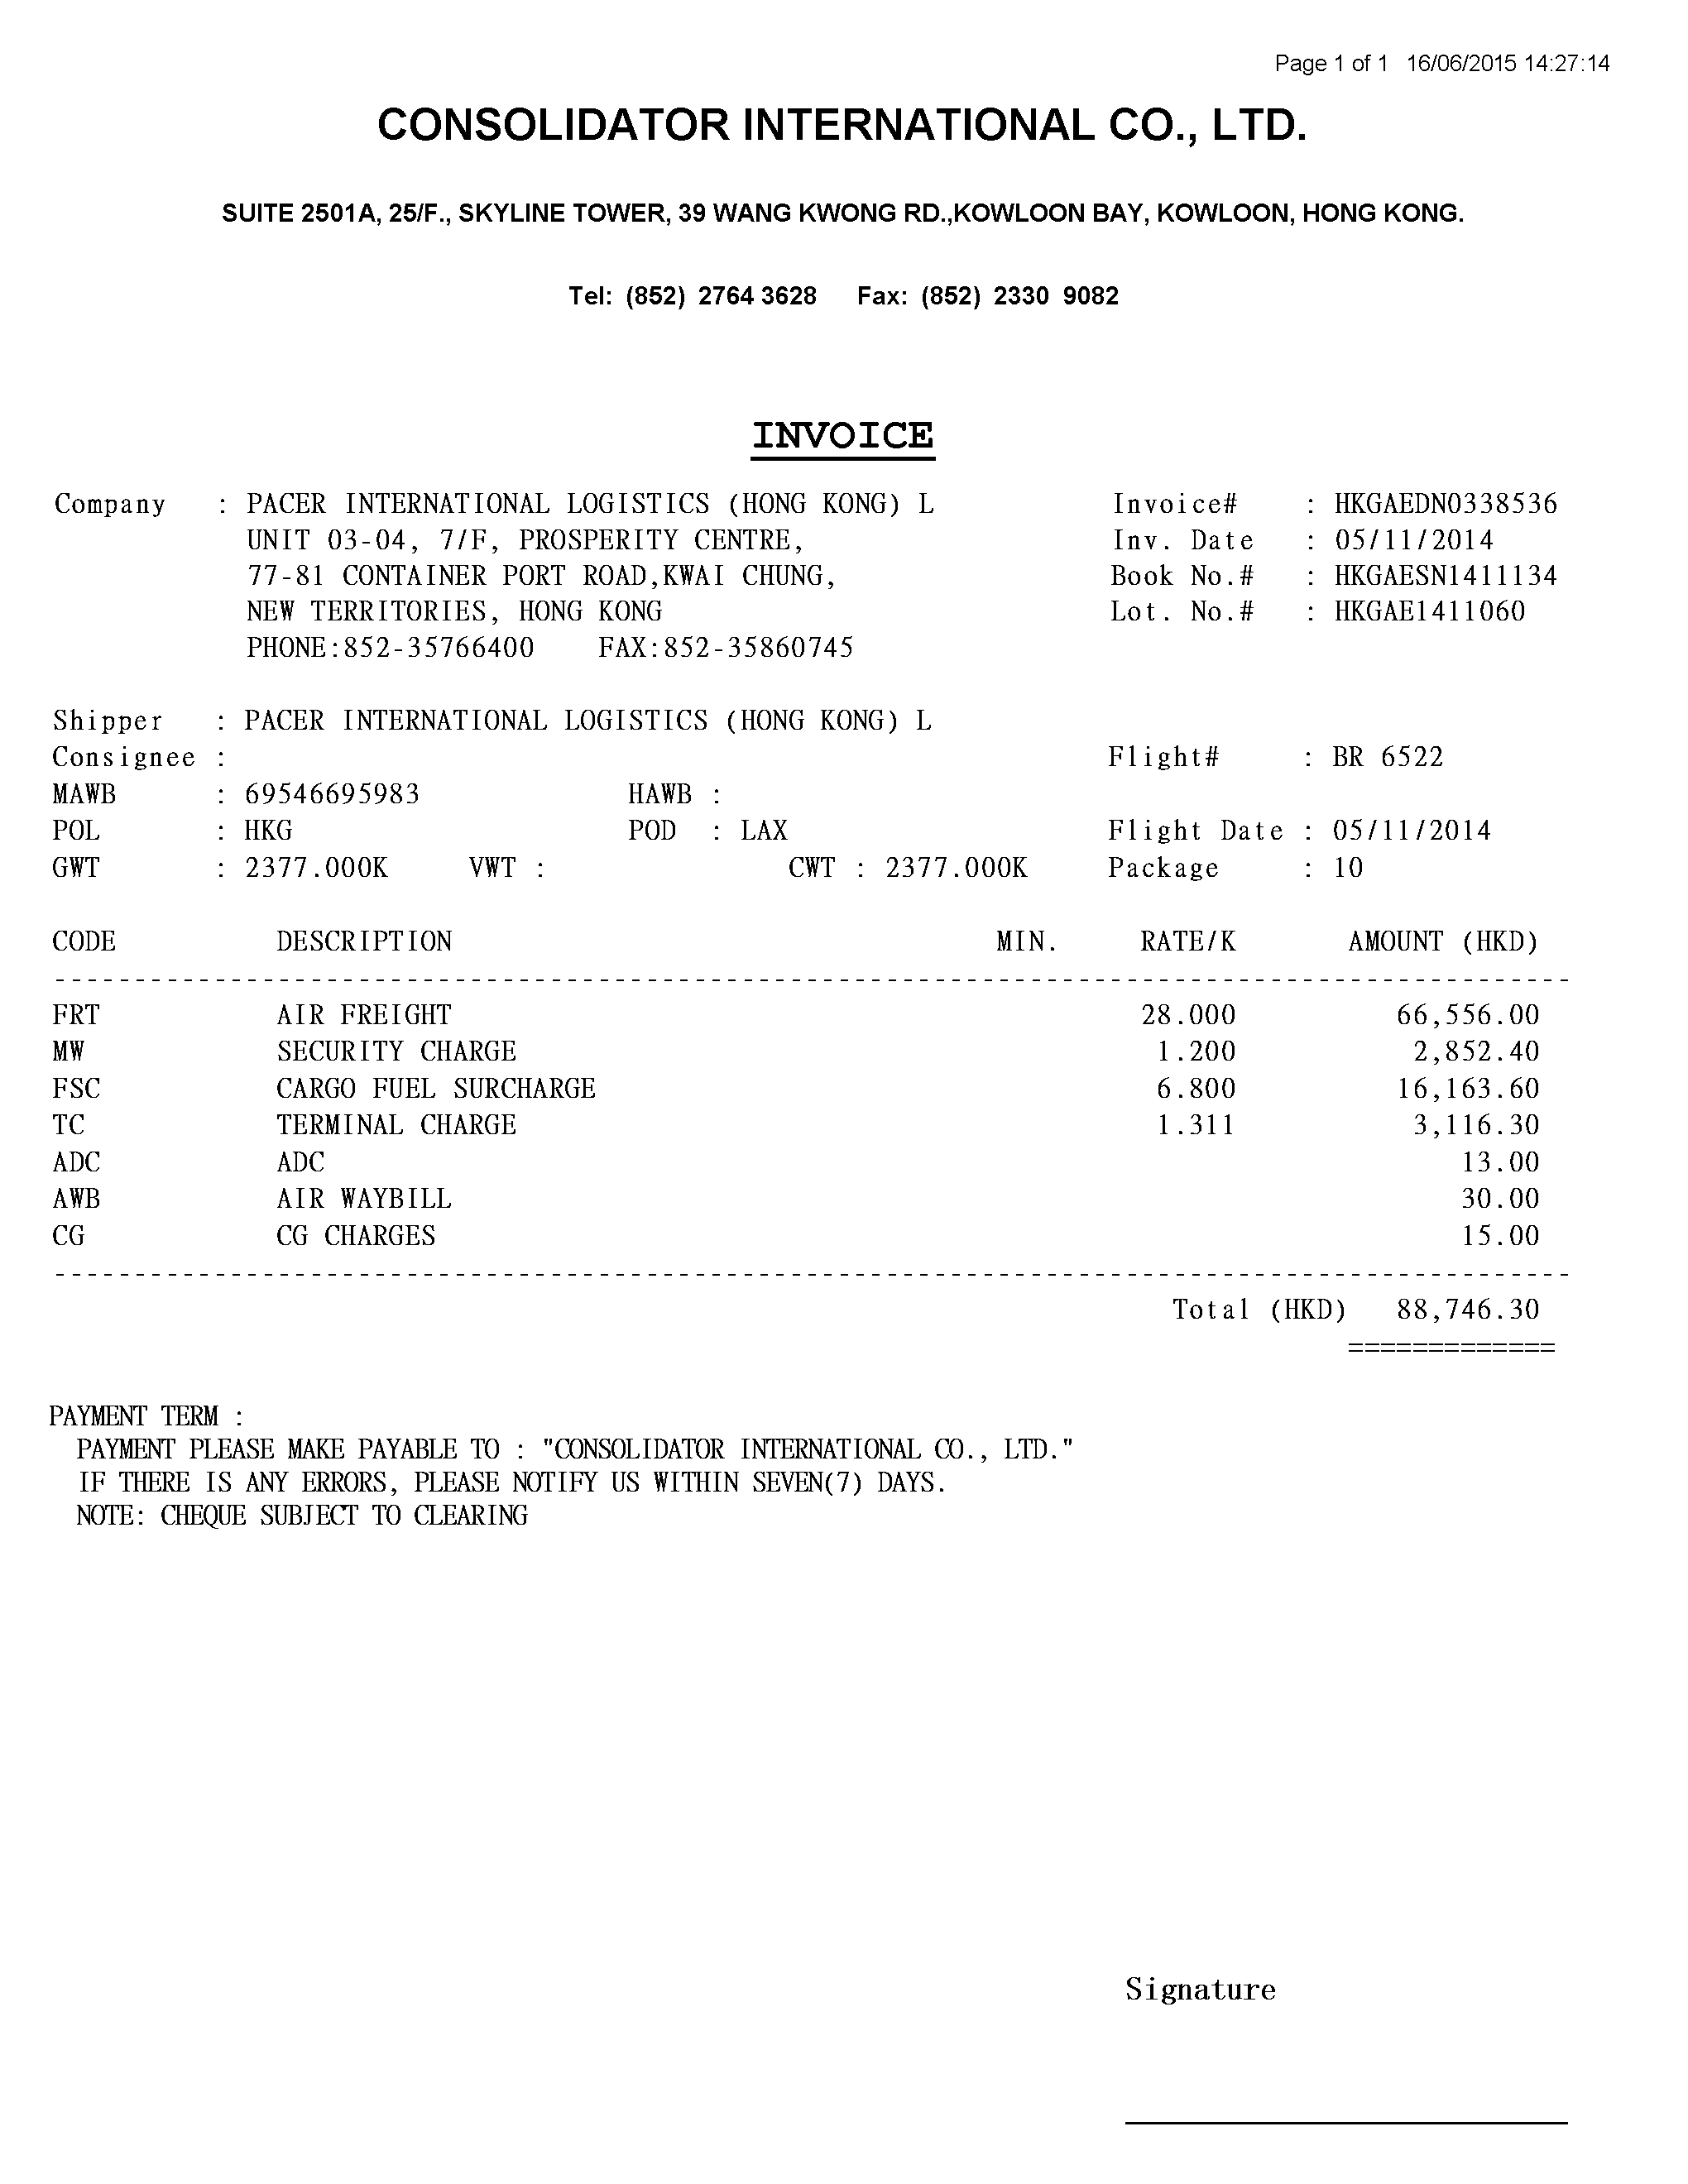 Page 1 of 1 16/06/2015 14:27:14
CONSOLIDATOR INTERNATIONAL CO., LTD.
SUITE 2501A, 25/F., SKYLINE TOWER, 39 WANG KWONG RD.,KOWLOON BAY, KOWLOON, HONG KONG.
Tel: (852) 2764 3628 Fax: (852) 2330 9082
INVOICE
Company : PACER INTERNATIONAL LOGISTICS (HONG KONG) L Invoice# : HKGAEDN0338536
UNIT 03-04, 7/F, PROSPERITY CENTRE, Inv. Date : 05/11/2014
77-81 CONTAINER PORT ROAD,KWAI CHUNG, Book No.# : HKGAESN1411134
NEW TERRITORIES, HONG KONG Lot. No.# : HKGAE1411060
PHONE:852-35766400 FAX:852-35860745
Shipper : PACER INTERNATIONAL LOGISTICS (HONG KONG) L
Consignee : Flight# : BR 6522
MAWB : 69546695983 HAWB :
POL : HKG POD : LAX Flight Date : 05/11/2014
GWT : 2377.000K VWT : CWT : 2377.000K Package : 10
CODE DESCRIPTION MIN. RATE/K AMOUNT (HKD)
FRT AIR FREIGHT 28.000 66,556.00
MW SECURITY CHARGE 1.200 2,852.40
FSC CARGO FUEL SURCHARGE 6.800 16,163.60
TC TERMINAL CHARGE 1.311 3,116.30
ADC ADC 13.00
AWB AIR WAYBILL 30.00
CG CG CHARGES 15.00
Total (HKD) 88,746.30
=============
PAYMENT TERM :
PAYMENT PLEASE MAKE PAYABLE TO : "CONSOLIDATOR INTERNATIONAL CO., LTD."
IF THERE IS ANY ERRORS, PLEASE NOTIFY US WITHIN SEVEN(7) DAYS.
NOTE: CHEQUE SUBJECT TO CLEARING
Signature